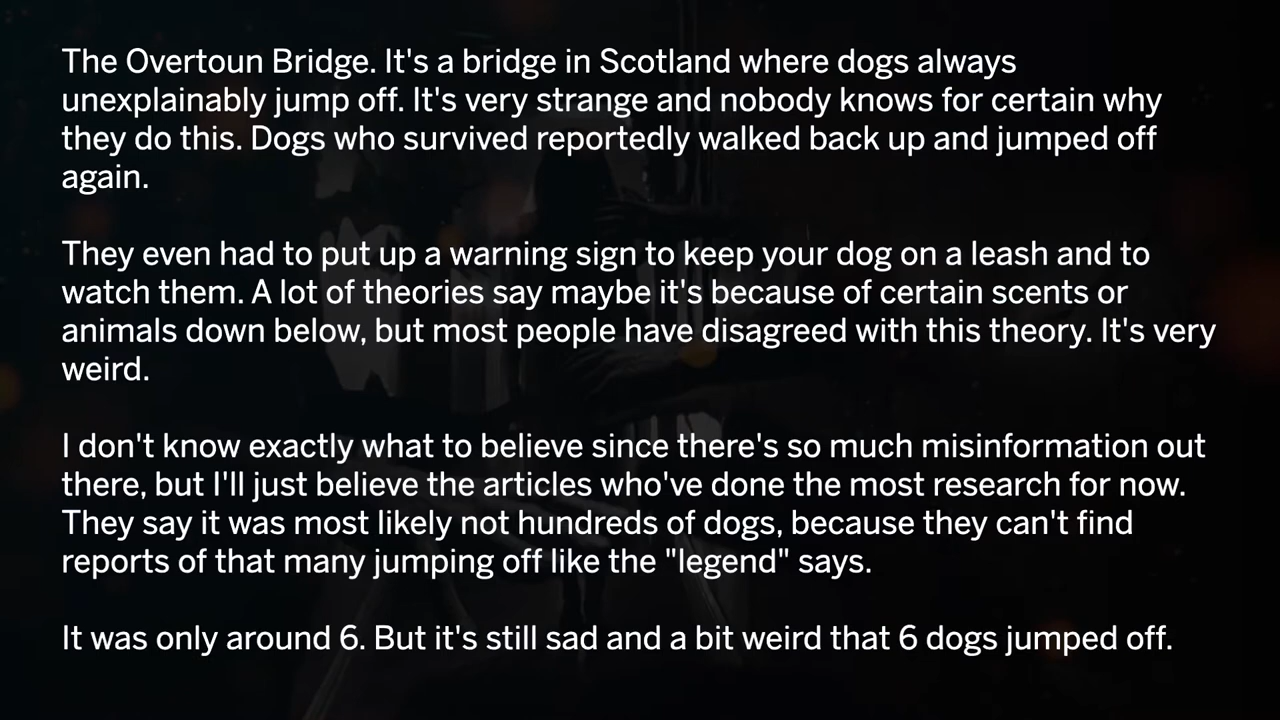 The Overtoun Bridge. It's a bridge in Scotland where dogs always
unexplainably jump off. It's very strange and nobody knows for certain why
they do this. Dogs who survived reportedly walked back up and jumped off
again.
They even had to put up a warning sign to keep your dog on a leash and to
watch them. A lot of theories say maybe it's because of certain scents or
animals down below, but most people have disagreed with this theory. It's very
weird.
I don't know exactly what to believe since there's so much misinformation out
there, but I'll just believe the articles who've done the most research for now.
They say it was most likely not hundreds of dogs, because they can't find
reports of that many jumping off like the "legend" says.
It was only around 6. But it's still sad and a bit weird that 6 dogs jumped off.